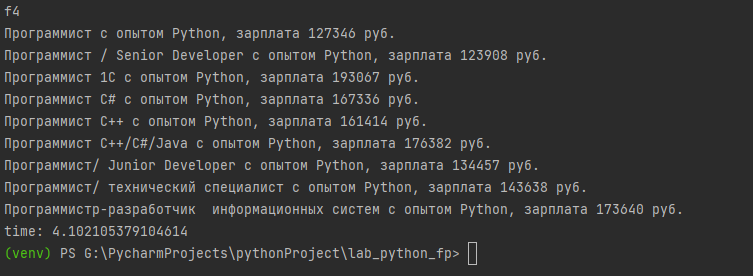 f4
Программист с опытом Python, зарплата 127346 руб.
Программист / Senior Developer с опытом Python, зарплата 123908 руб.
Программист 1С с опытом Python, зарплата 193067 руб.
Программист C# с опытом Python, зарплата 167336 руб.
Программист C++ с опытом Python, зарплата 161414 руб.
Программист C++/C#/Java с опытом Python, зарплата 176382 руб.
Программист/ Junior Developer с опытом Python, зарплата 134457 руб.
Программист/ технический специалист с опытом Python, зарплата 143638 руб.
Программистр-разработчик  информационных систем с опытом Python, зарплата 173640 руб.
time: 4.102105379104614
(venv) PS G:\PycharmProjects\pythonProject\lab_python_fp>